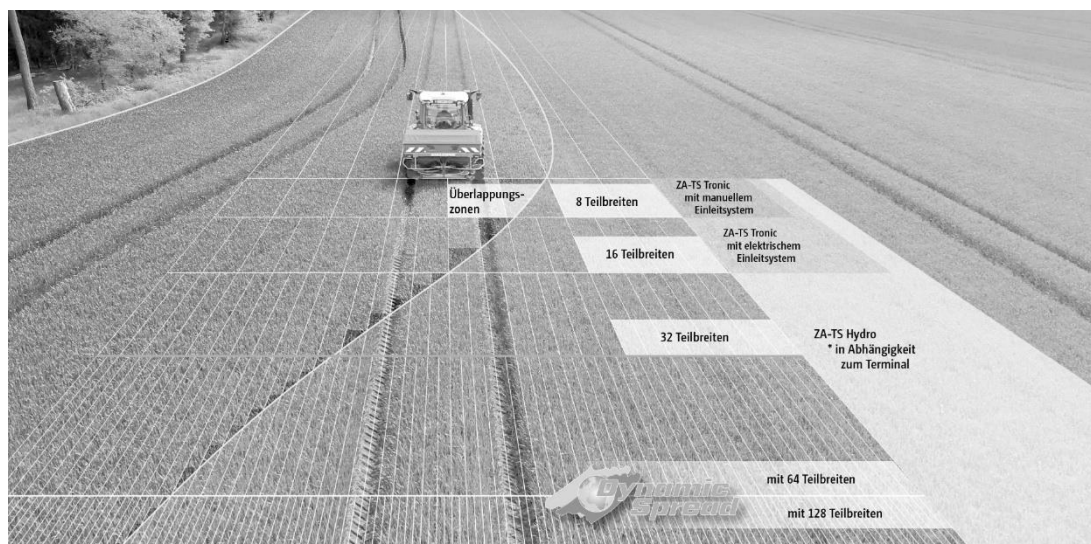 Überlappungs-
zonen
8 Teilbreiten
ZA-TS Tronic
mit manuellem
Einleitsystem
16 Teilbreiten
ZA-TS Tronic
mit elektrischem
Einleitsystem
32 Teilbreiten
ZA-TS Hydro
* in Abhängigkeit
zum Terminal
Dynamic
Spread
mit 64 Teilbreiten
mit 128 Teilbreiten